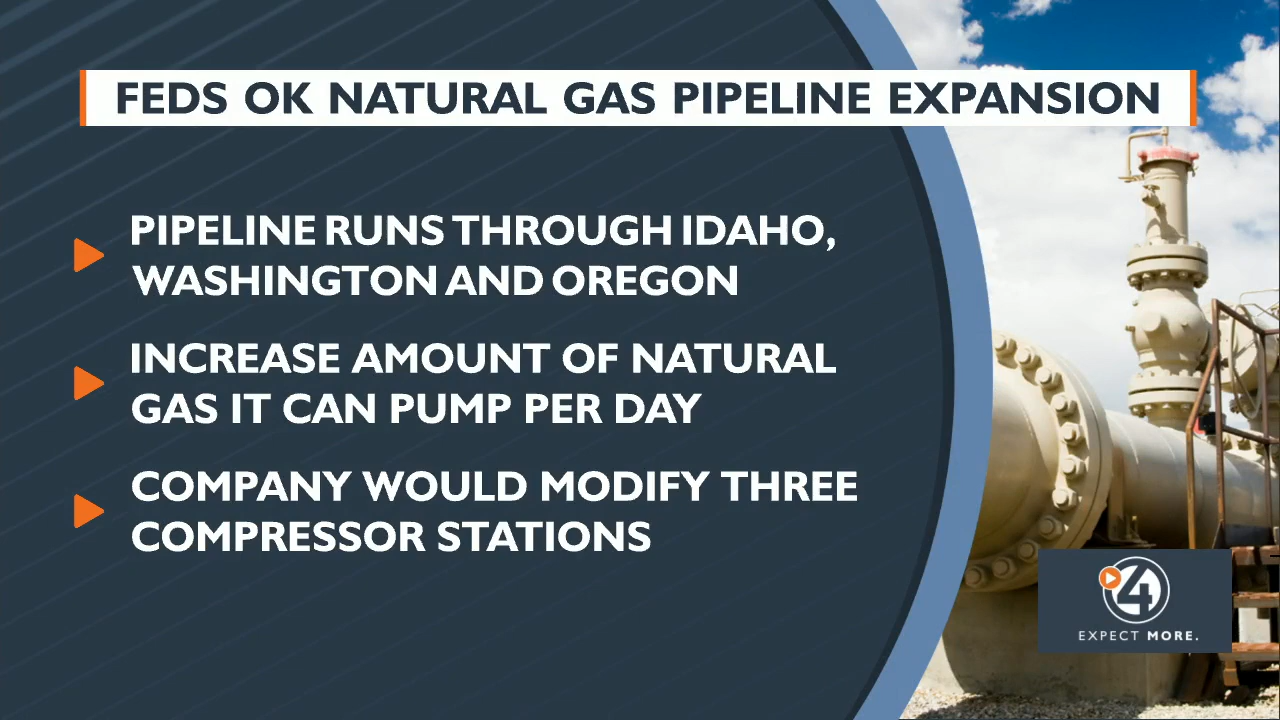 FEDS OK NATURAL GAS PIPELINE EXPANSION
PIPELINE RUNS THROUGH IDAHO,
WASHINGTON AND OREGON
INCREASE AMOUNT OF NATURAL
GAS IT CAN PUMP PER DAY
COMPANY WOULD MODIFY THREE
COMPRESSOR STATIONS
4
EXPECT MORE.